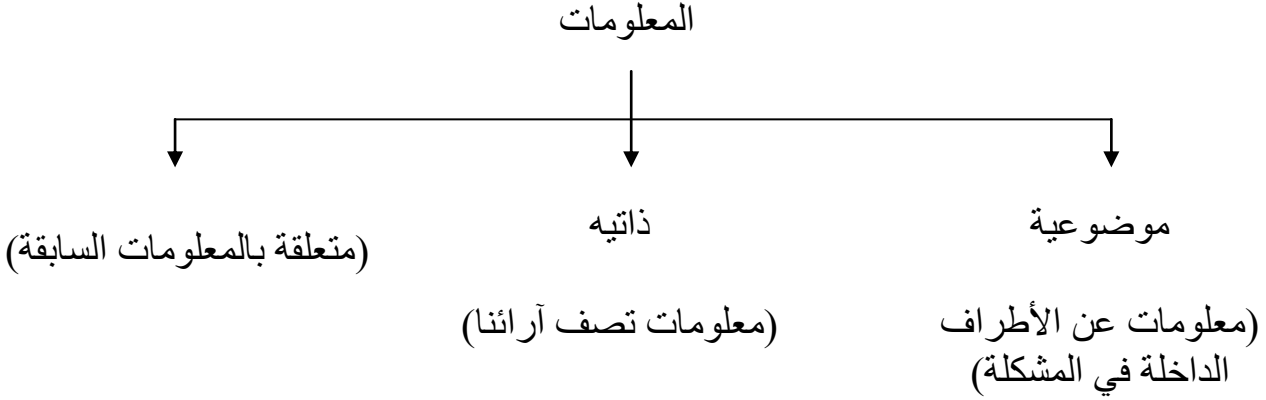 المعلومات
موضوعية
ذاتيه
(متعلقة بالمعلومات السابقة)
(معلومات عن الأطراف
الداخلة في المشكلة)
(معلومات تصف آرائنا)